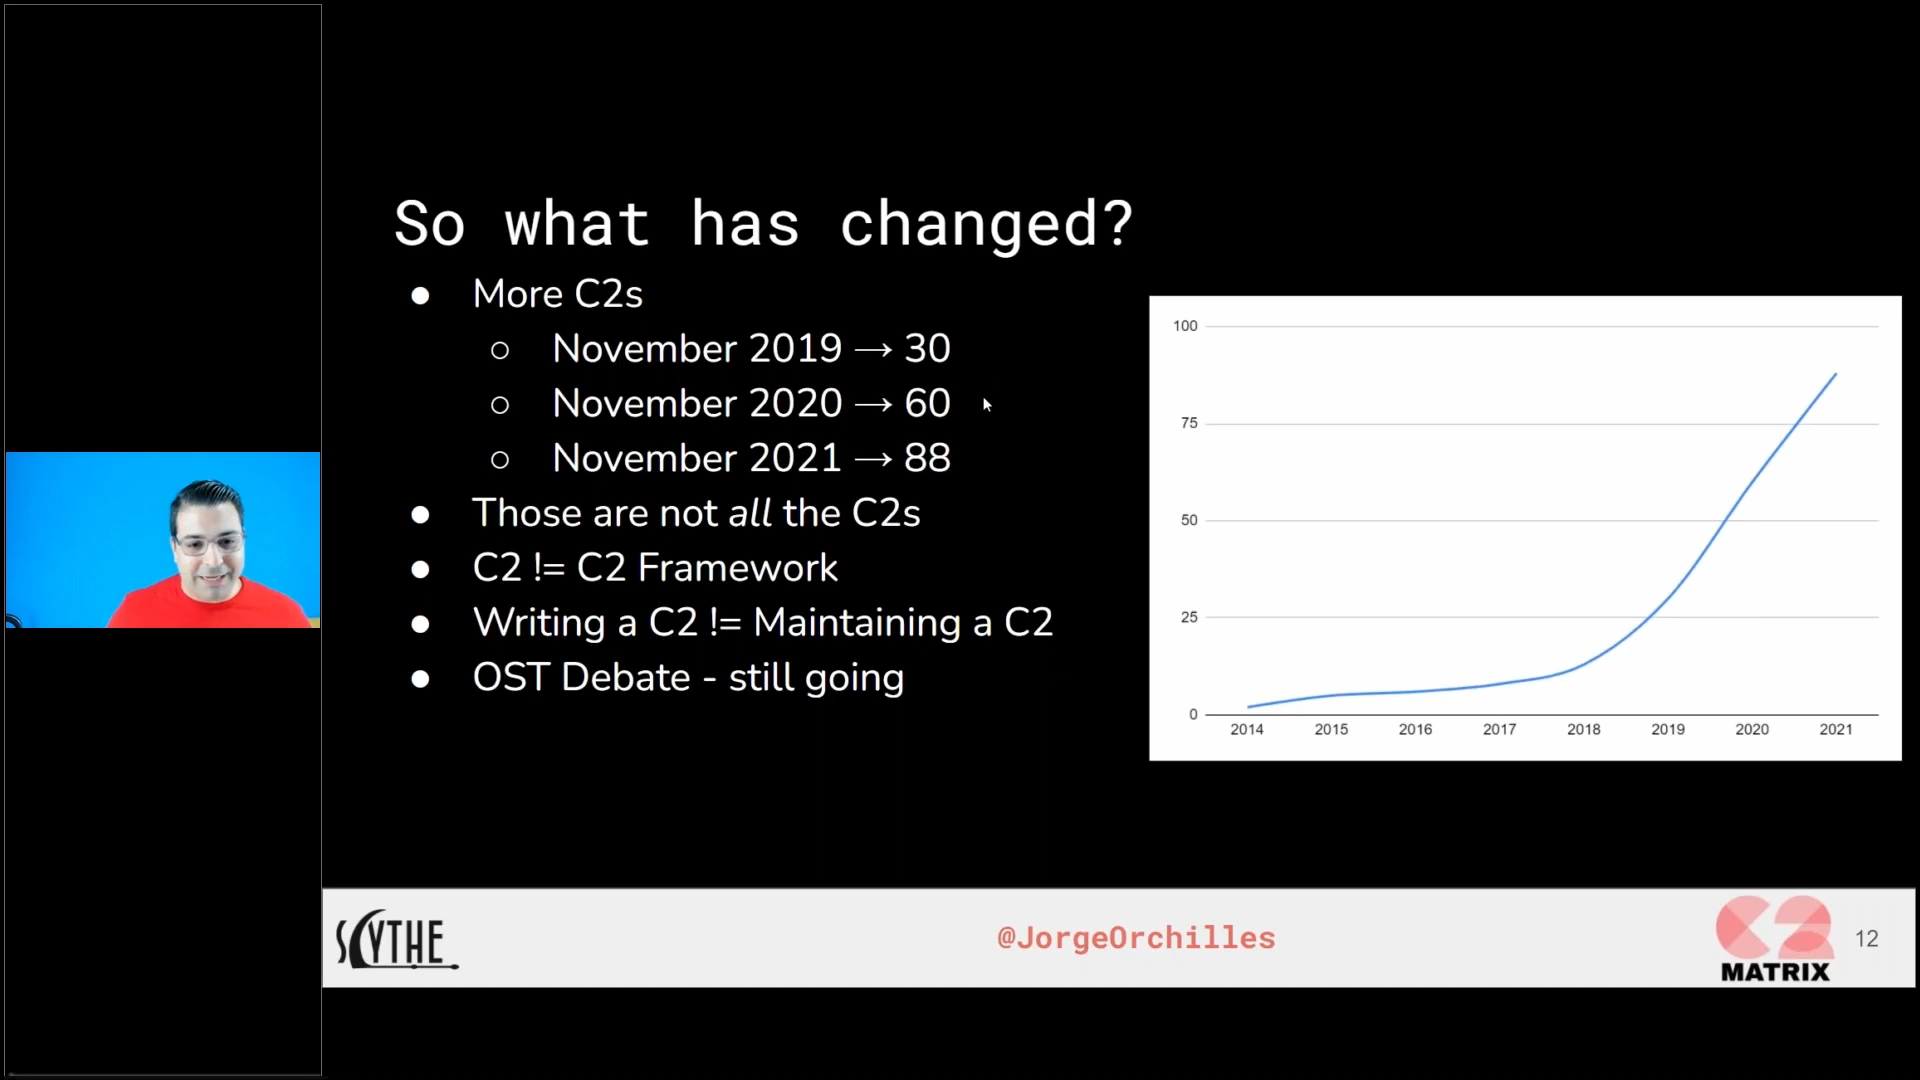 So what has changed?
● More C2s
○ November 2019 → 30
○ November 2020 → 60
○ November 2021 → 88
● Those are not all the C2s
● C2 != C2 Framework
● Writing a C2 != Maintaining a C2
● OST Debate - still going
100
75
50
25
0
2014 2015 2016 2017 2018 2019 2020 2021
SCYTHE
@JorgeOrchilles
C2
MATRIX
12